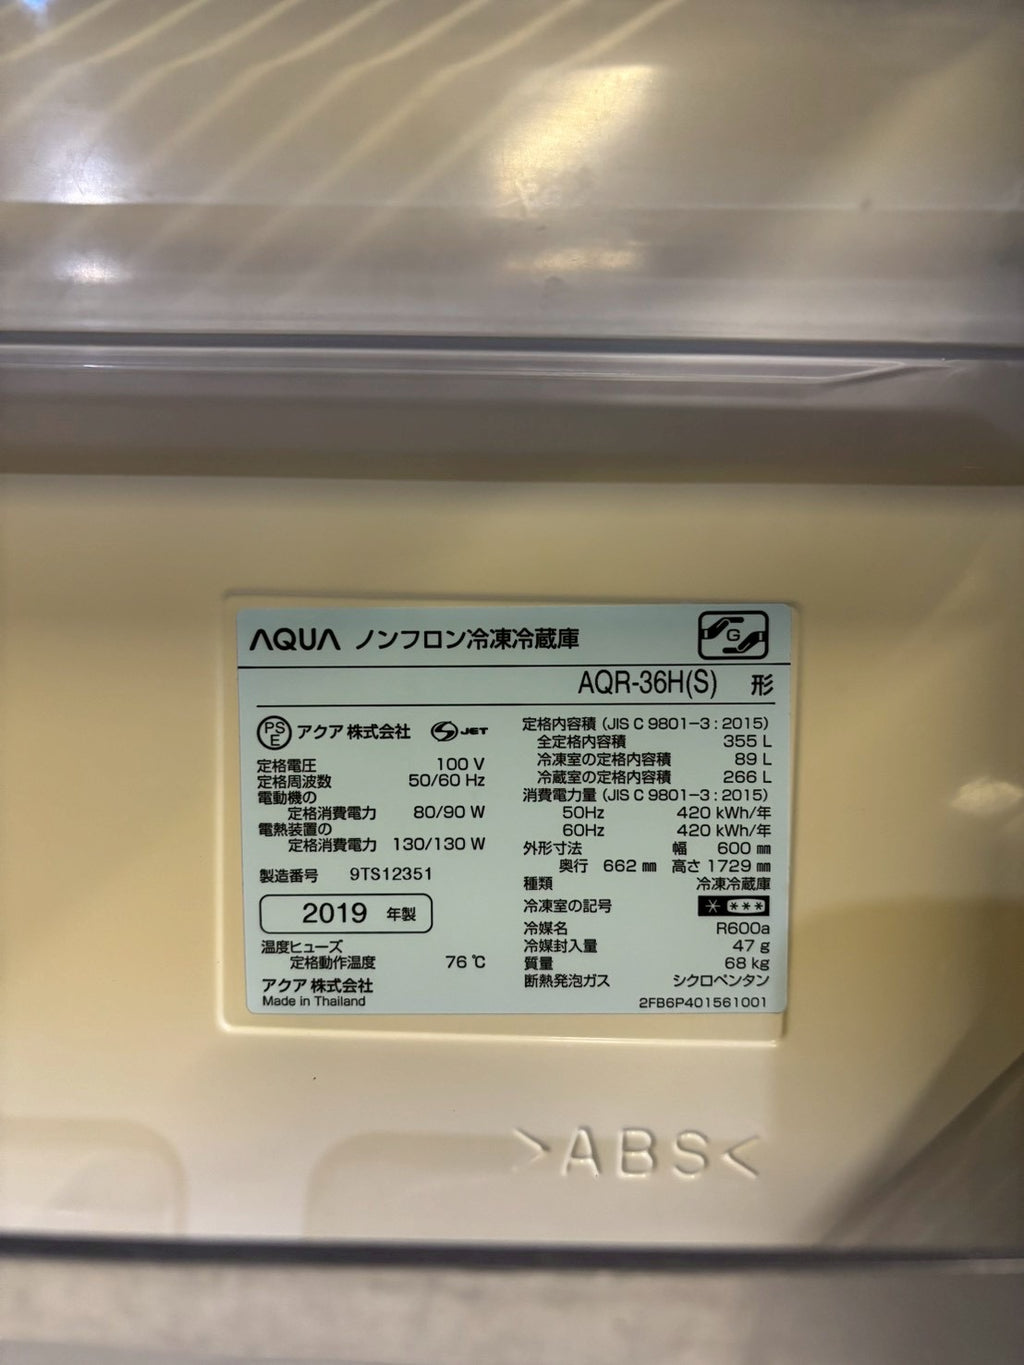 AQUA ノンフロン冷凍冷蔵庫
G
AQR-36H(S) 形
PSE アクア 株式会社 S JET
定格電圧 100 V
定格周波数 50/60 Hz
電動機の
定格消費電力 80/90 W
電熱装置の
定格消費電力 130/130 W
製造番号 9TS12351
2019 年製
温度ヒューズ
定格動作温度 76 ℃
アクア 株式会社
Made in Thailand
定格内容積 (JIS C 9801-3 : 2015)
全定格内容積 355 L
冷凍室の定格内容積 89 L
冷蔵室の定格内容積 266 L
消費電力量 (JIS C 9801-3 : 2015)
50Hz 420 kWh/年
60Hz 420 kWh/年
外形寸法 幅 600 ㎜
奥行 662 ㎜ 高さ 1729 ㎜
種類 冷凍冷蔵庫
冷凍室の記号 * ***
冷媒名 R600a
冷媒封入量 47 g
質量 68 kg
断熱発泡ガス シクロペンタン
2FB6P401561001
>ABS<